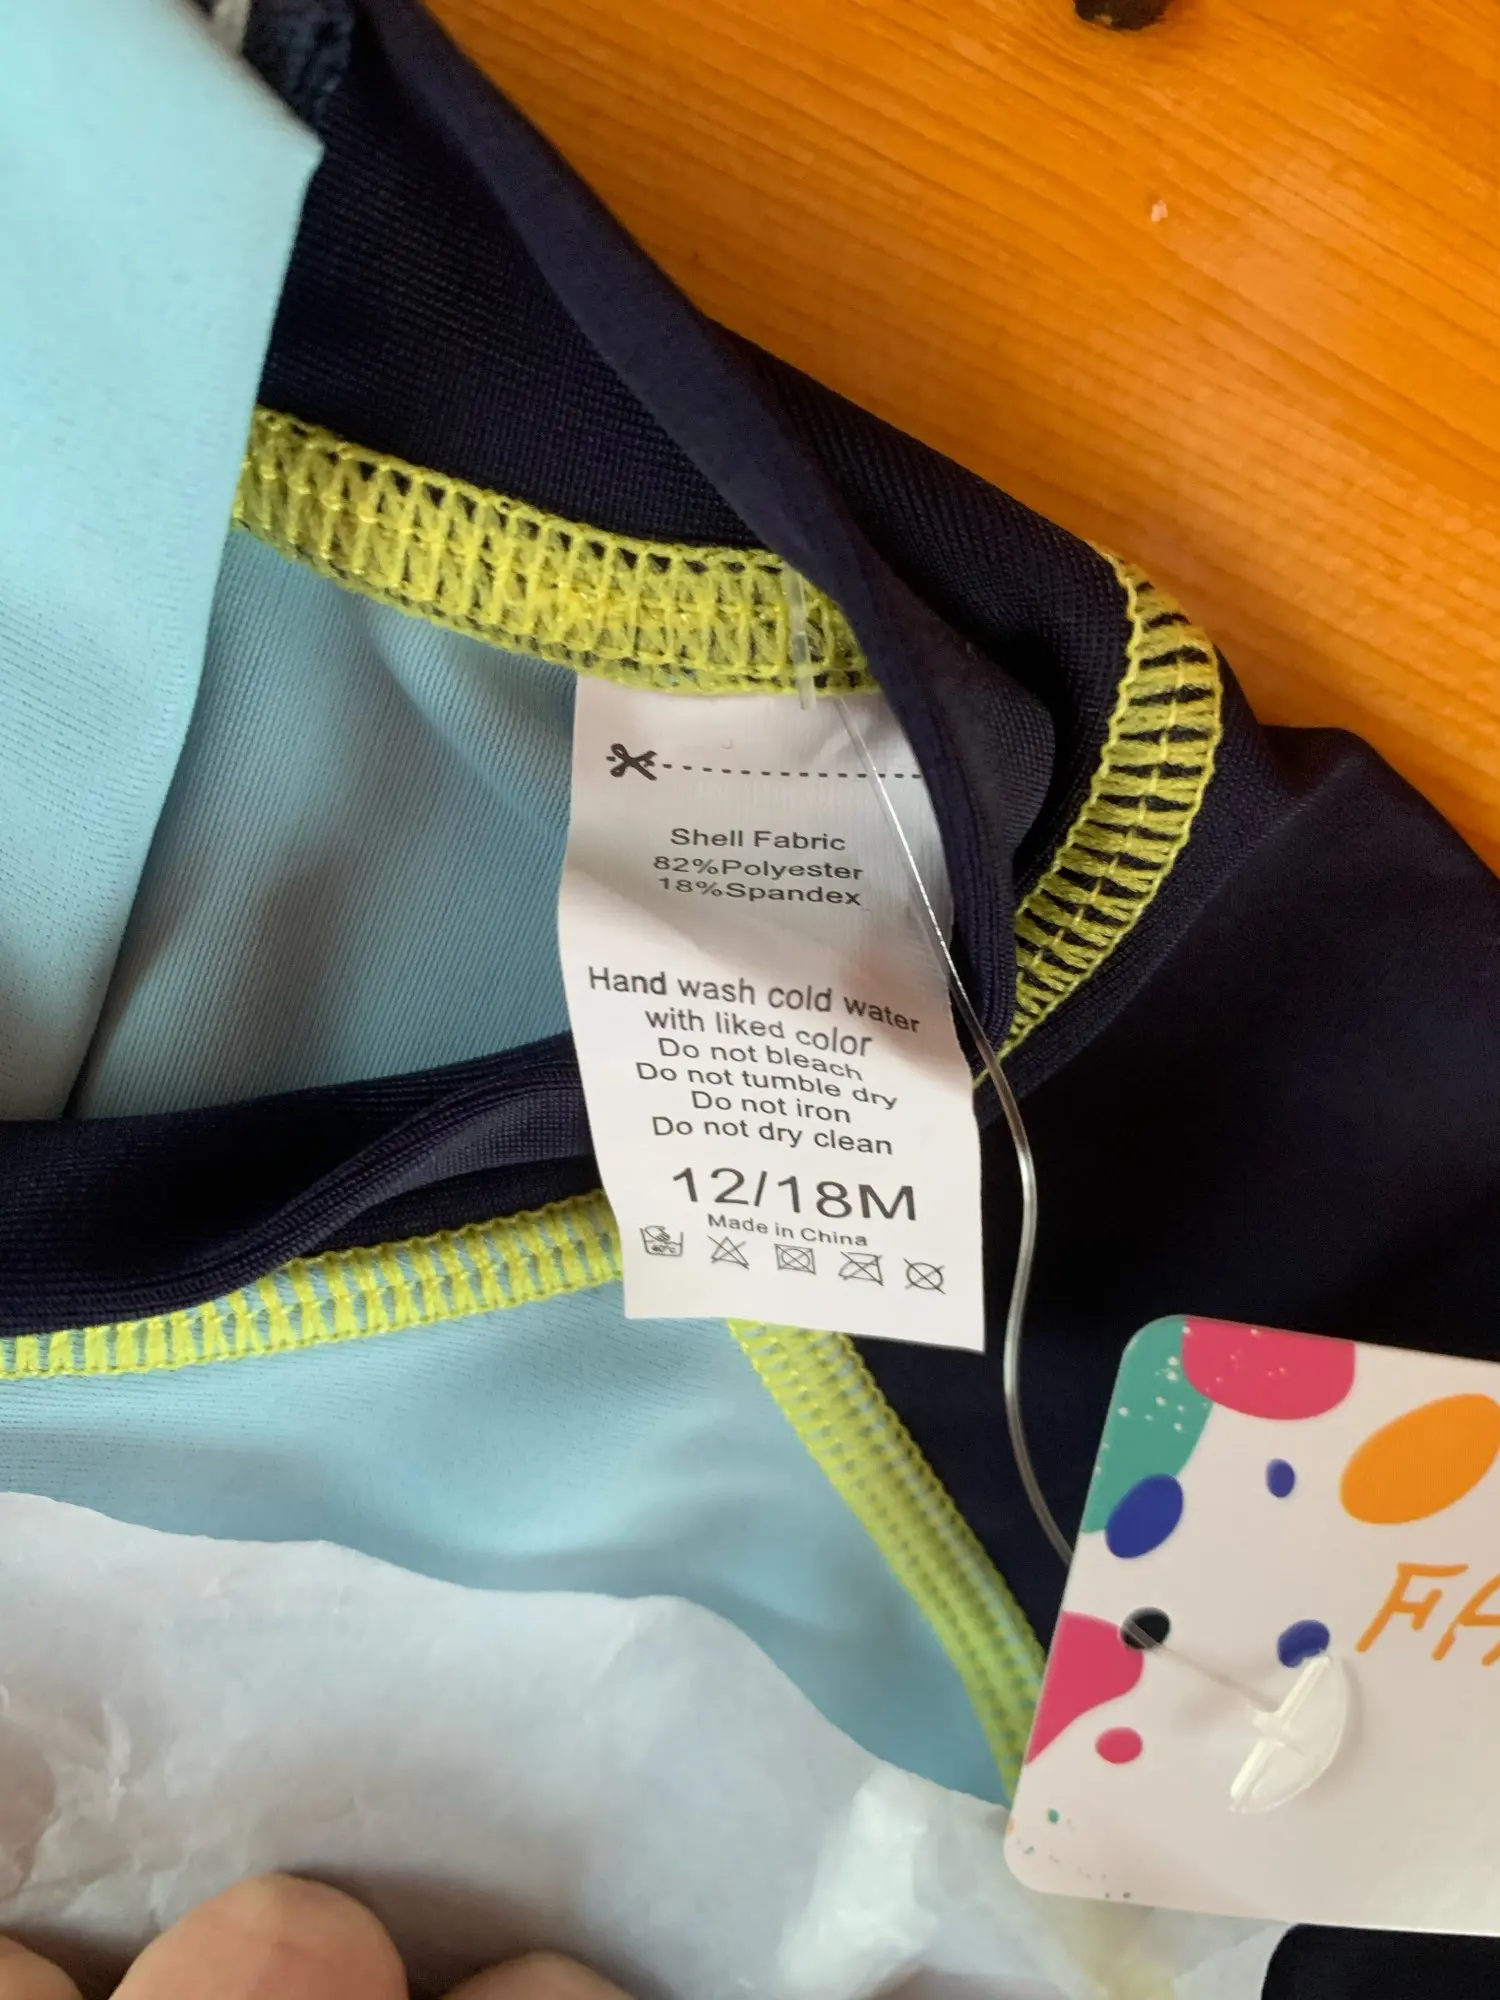 Shell Fabric
82%Polyester
18%Spandex
Hand wash cold water
with liked color
Do not bleach
Do not tumble dry
Do not iron
Do not dry clean
12/18M
Made in China
40°C